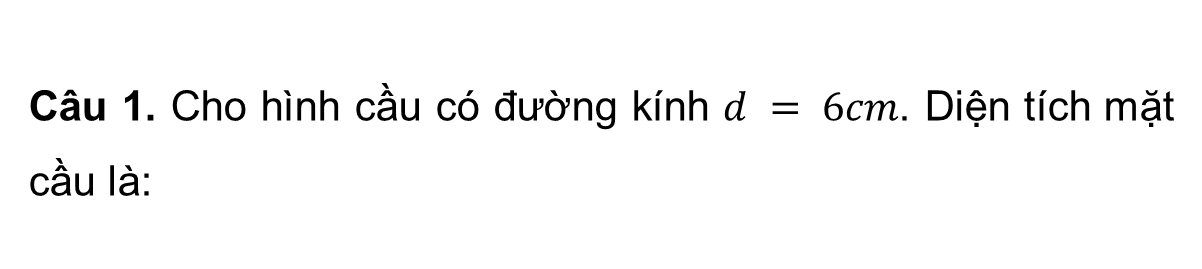 Câu 1. Cho hình cầu có đường kính d = 6cm. Diện tích mặt
cầu là: